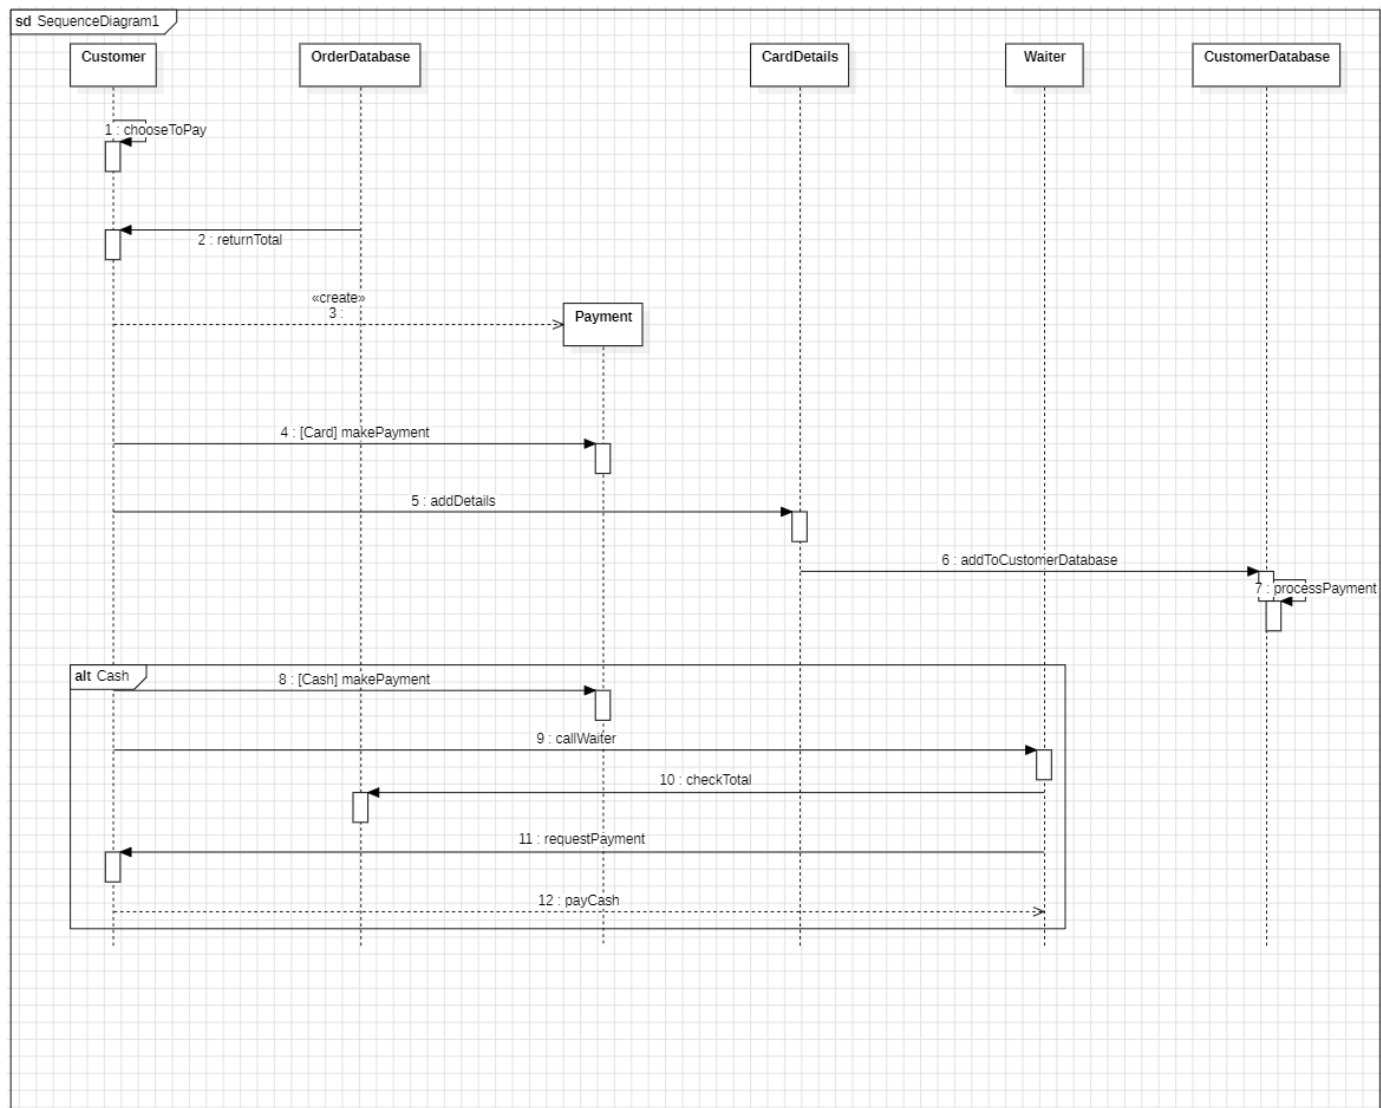 sd SequenceDiagram1
Customer
OrderDatabase
CardDetails
Waiter
CustomerDatabase
1 : chooseToPay
2 : returnTotal
«create»
3 :
Payment
4 : [Card] makePayment
5 : addDetails
6 : addToCustomerDatabase
7 : processPayment
alt Cash
8 : [Cash] makePayment
9 : callWaiter
10 : checkTotal
11 : requestPayment
12 : payCash